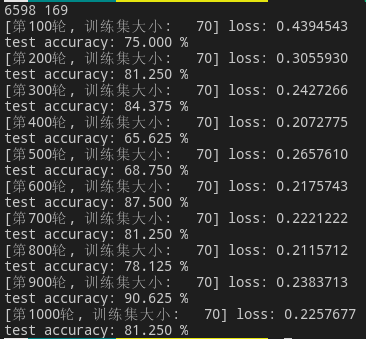 6598 169
[第100轮, 训练集大小:   70] loss: 0.4394543
test accuracy: 75.000 %
[第200轮, 训练集大小:   70] loss: 0.3055930
test accuracy: 81.250 %
[第300轮, 训练集大小:   70] loss: 0.2427266
test accuracy: 84.375 %
[第400轮, 训练集大小:   70] loss: 0.2072775
test accuracy: 65.625 %
[第500轮, 训练集大小:   70] loss: 0.2657610
test accuracy: 68.750 %
[第600轮, 训练集大小:   70] loss: 0.2175743
test accuracy: 87.500 %
[第700轮, 训练集大小:   70] loss: 0.2221222
test accuracy: 81.250 %
[第800轮, 训练集大小:   70] loss: 0.2115712
test accuracy: 78.125 %
[第900轮, 训练集大小:   70] loss: 0.2383713
test accuracy: 90.625 %
[第1000轮, 训练集大小:   70] loss: 0.2257677
test accuracy: 81.250 %